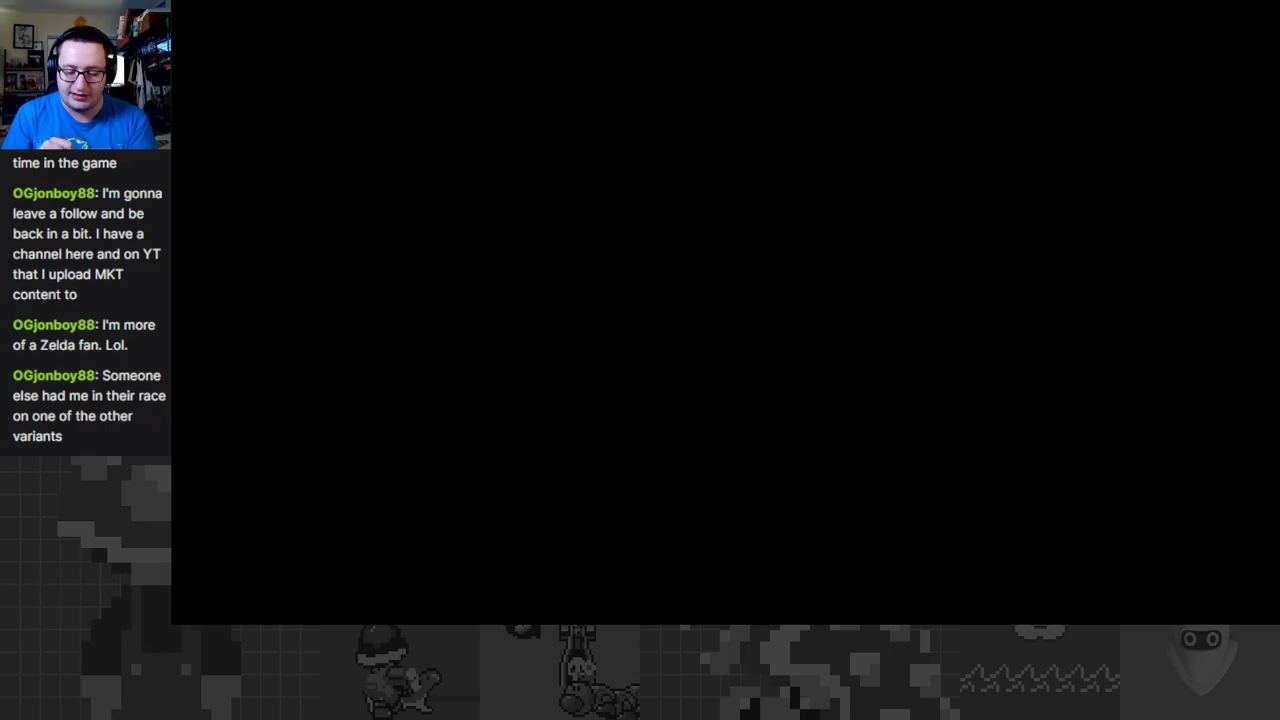 time in the game
OGjonboy88: I'm gonna
leave a follow and be
back in a bit. I have a
channel here and on YT
that I upload MKT
content to
OGjonboy88: I'm more
of a Zelda fan. Lol.
OGjonboy88: Someone
else had me in their race
on one of the other
variants